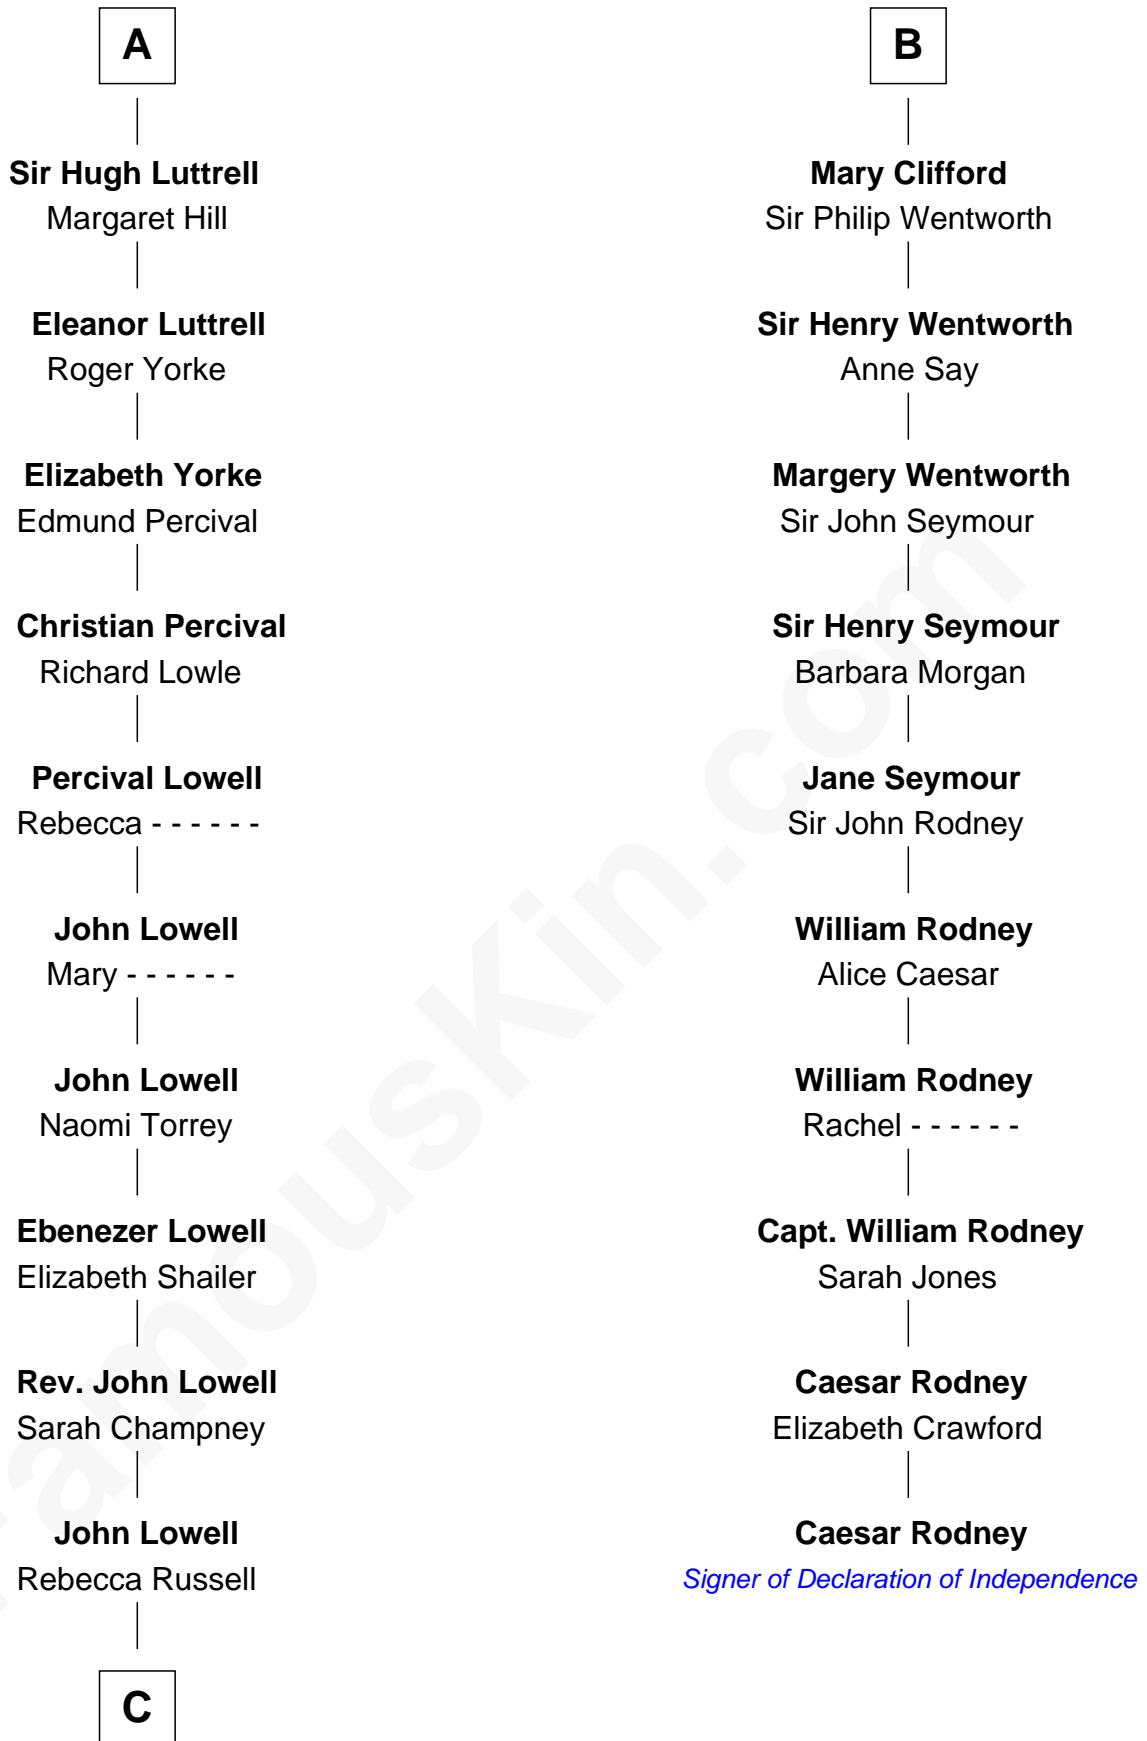 A
Sir Hugh Luttrell
Margaret Hill
Eleanor Luttrell
Roger Yorke
Elizabeth Yorke
Edmund Percival
Christian Percival
Richard Lowle
Percival Lowell
Rebecca - - - - - -
John Lowell
Mary - - - - - -
John Lowell
Naomi Torrey
Ebenezer Lowell
Elizabeth Shailer
Rev. John Lowell
Sarah Champney
John Lowell
Rebecca Russell
C
B
Mary Clifford
Sir Philip Wentworth
Sir Henry Wentworth
Anne Say
Margery Wentworth
Sir John Seymour
Sir Henry Seymour
Barbara Morgan
Jane Seymour
Sir John Rodney
William Rodney
Alice Caesar
William Rodney
Rachel - - - - - -
Capt. William Rodney
Sarah Jones
Caesar Rodney
Elizabeth Crawford
Caesar Rodney
Signer of Declaration of Independence
FamousKin.com